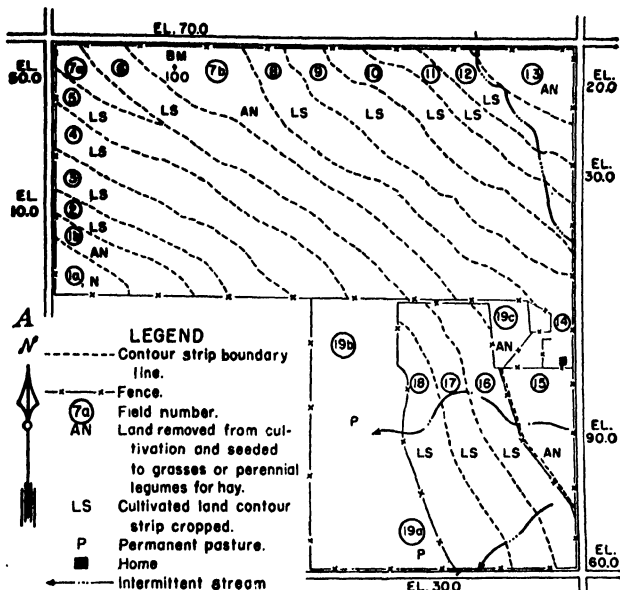 EL. 70.0
EL. 50.0
7a
6
BM 100
7b
8
9
10
11
12
13
AN
EL. 20.0
5
LS
LS
AN
LS
LS
LS
LS
LS
4
LS
3
EL. 30.0
EL. 10.0
LS
2
LS
1b
AN
1a
N
A
N
19b
19c
14
AN
18
17
16
15
P
EL. 90.0
LS
LS
LS
AN
19a
P
EL. 60.0
EL. 30.0
LEGEND
Contour strip boundary
line.
Fence.
7a Field number.
AN Land removed from cul-
tivation and seeded
to grasses or perennial
legumes for hay.
LS Cultivated land contour
strip cropped.
P Permanent pasture.
Home
Intermittent stream